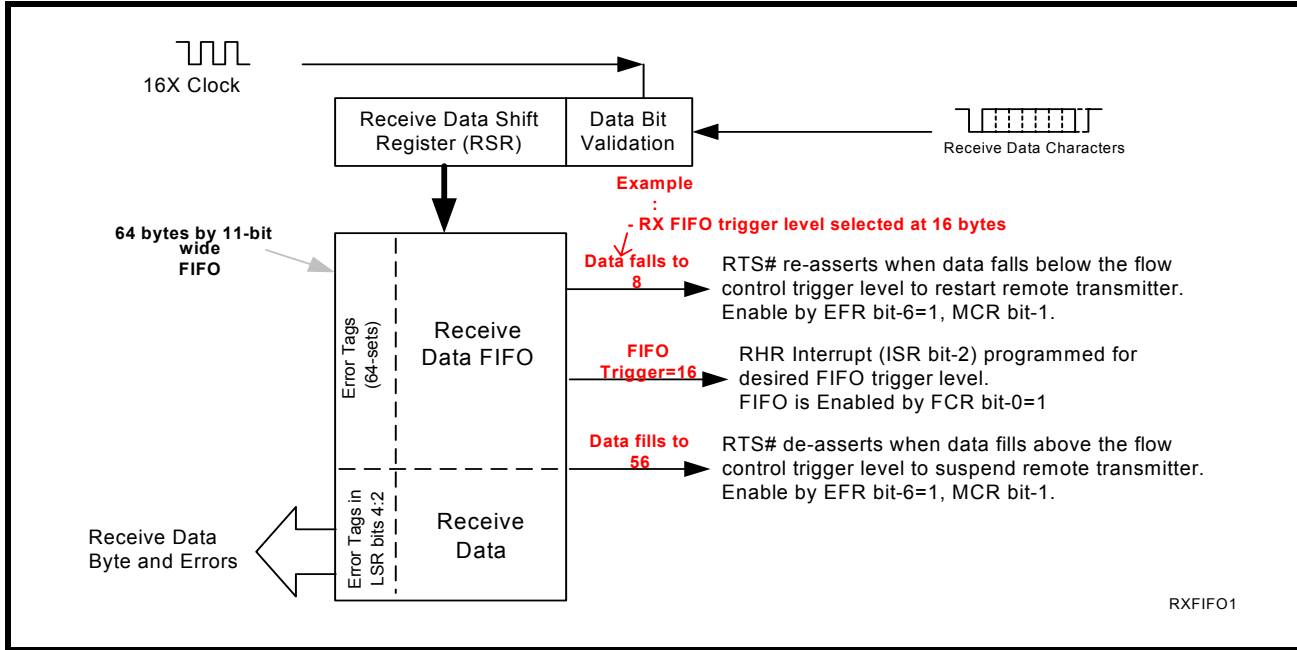 16X Clock
Receive Data Shift
Register (RSR)
Data Bit
Validation
Receive Data Characters
Example
:
- RX FIFO trigger level selected at 16 bytes
64 bytes by 11-bit
wide
FIFO
Data falls to
8
RTS# re-asserts when data falls below the flow
control trigger level to restart remote transmitter.
Enable by EFR bit-6=1, MCR bit-1.
Error Tags
(64-sets)
Receive
Data FIFO
FIFO
Trigger=16
RHR Interrupt (ISR bit-2) programmed for
desired FIFO trigger level.
FIFO is Enabled by FCR bit-0=1
Data fills to
56
RTS# de-asserts when data fills above the flow
control trigger level to suspend remote transmitter.
Enable by EFR bit-6=1, MCR bit-1.
Receive Data
Byte and Errors
Error Tags in
LSR bits 4:2
Receive
Data
RXFIFO1